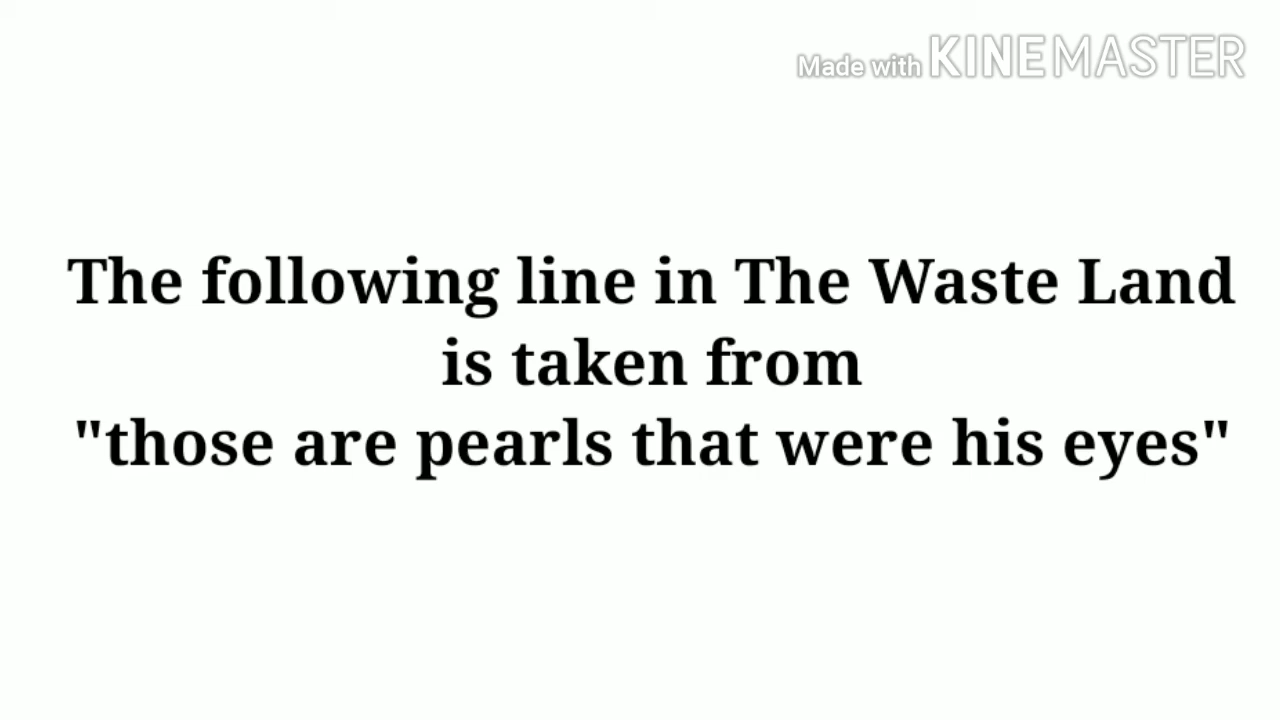 Made with KINEMASTER
The following line in The Waste Land
is taken from
"those are pearls that were his eyes"